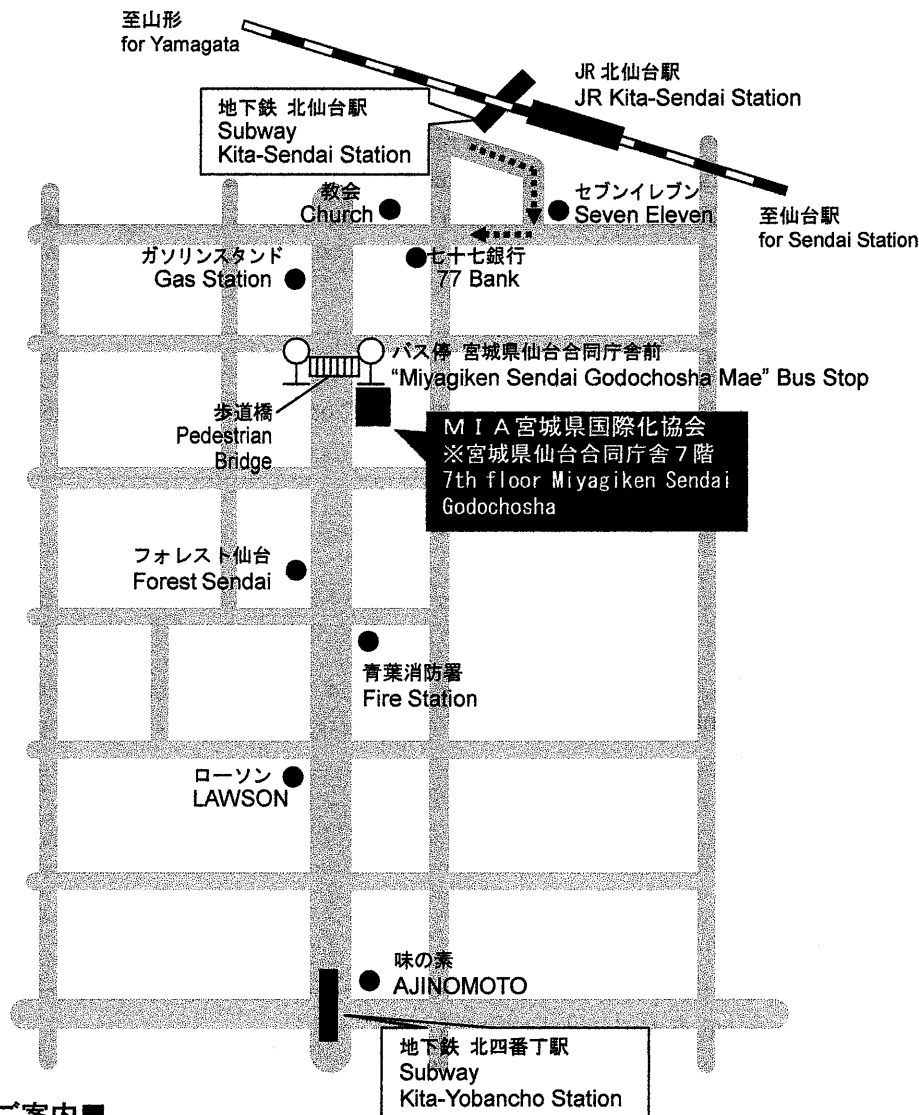 至山形
for Yamagata
JR 北仙台駅
JR Kita-Sendai Station
地下鉄 北仙台駅
Subway
Kita-Sendai Station
教会
Church
セブンイレブン
Seven Eleven
至仙台駅
for Sendai Station
ガソリンスタンド
Gas Station
七十七銀行
77 Bank
バス停 宮城県仙台合同庁舎前
“Miyagiken Sendai Godochosha Mae” Bus Stop
歩道橋
Pedestrian
Bridge
ＭＩＡ宮城県国際化協会
※宮城県仙台合同庁舎７階
7th floor Miyagiken Sendai
Godochosha
フォレスト仙台
Forest Sendai
青葉消防署
Fire Station
ローソン
LAWSON
味の素
AJINOMOTO
地下鉄 北四番丁駅
Subway
Kita-Yobancho Station
ご案内■